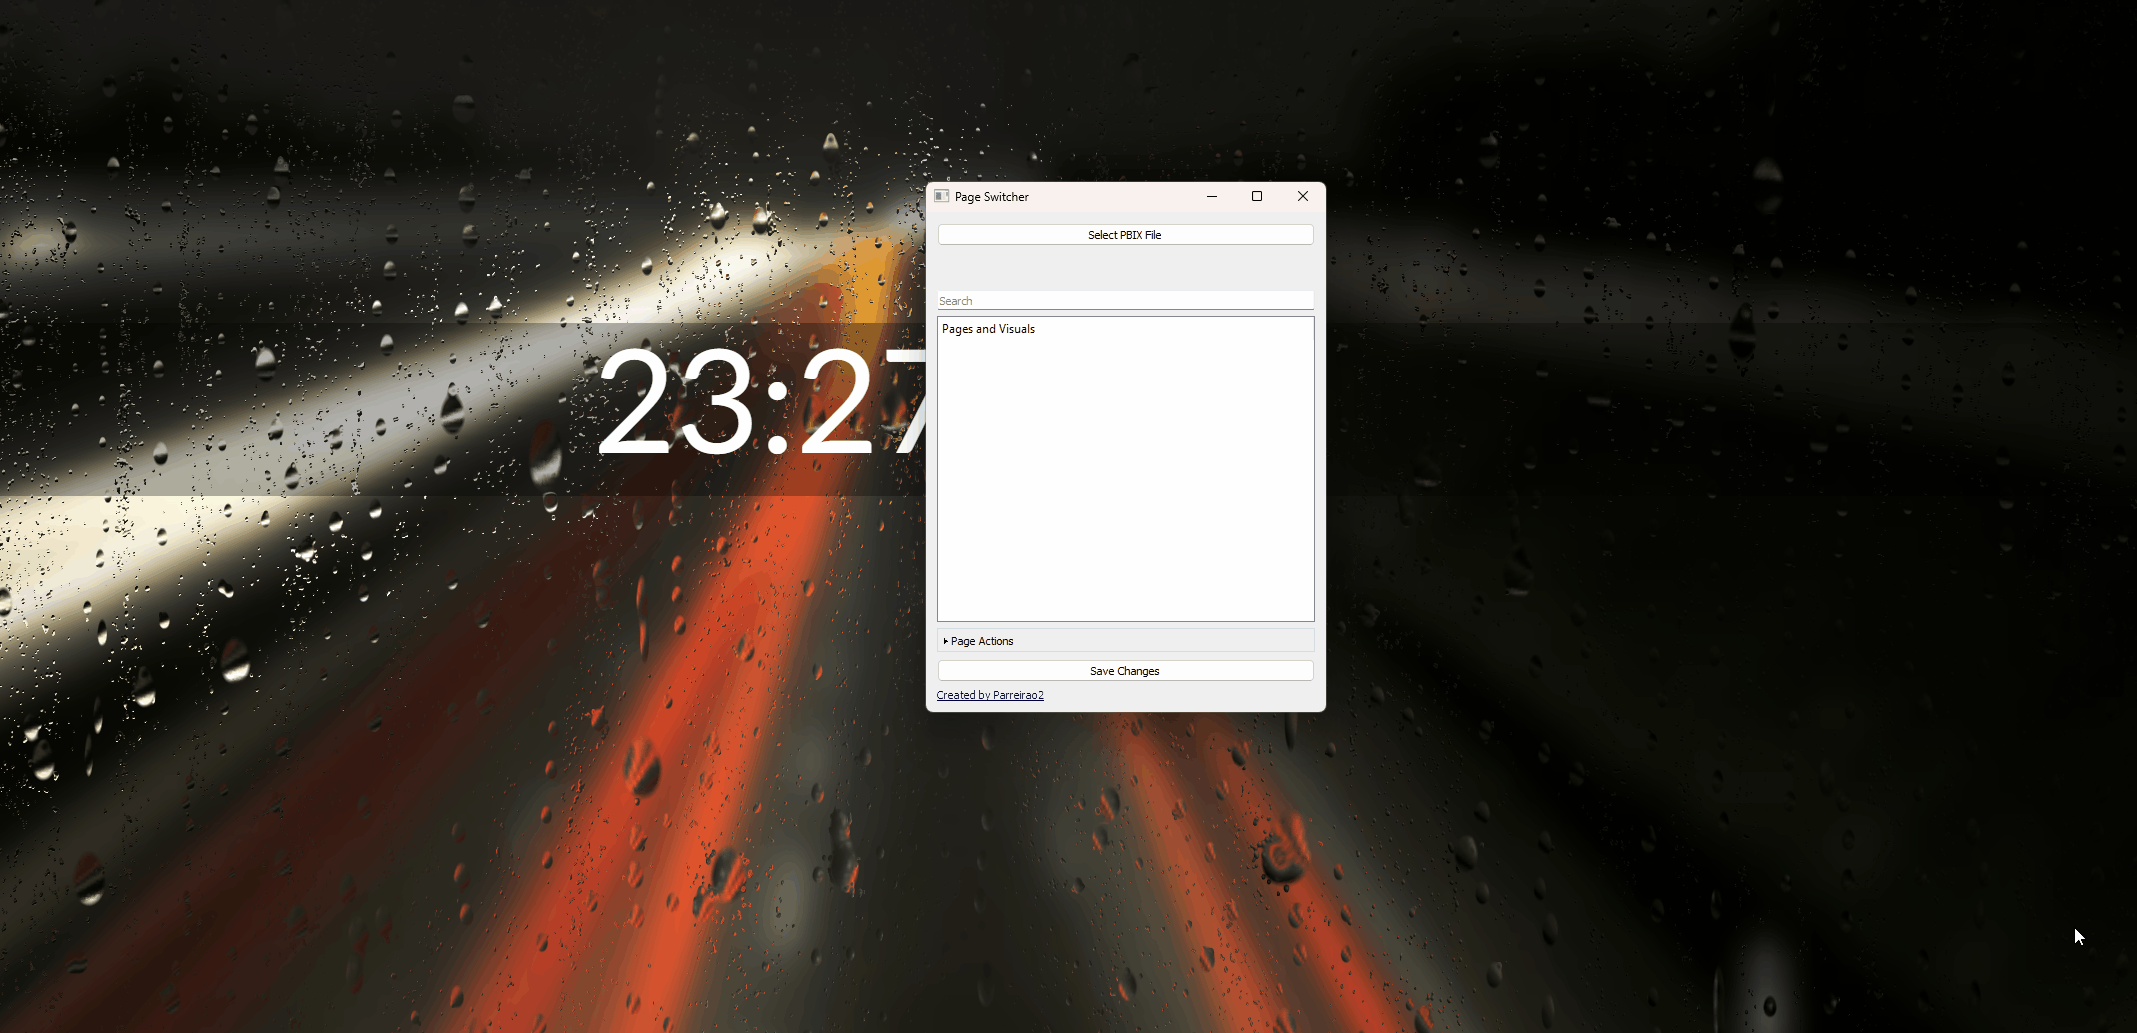 Page Switcher
Select PBIX File
Search
Pages and Visuals
23:27
Page Actions
Save Changes
Created by Parreirao2